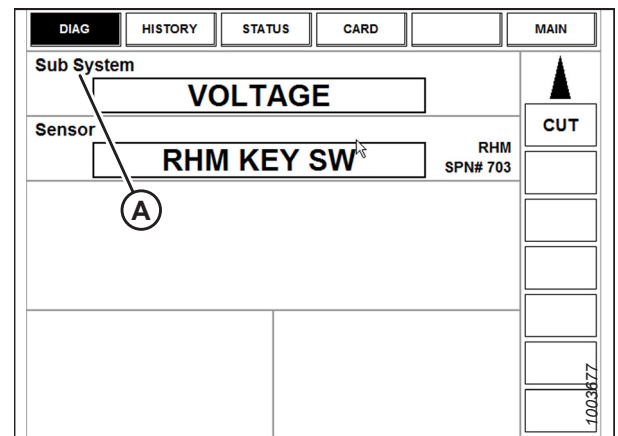 DIAG HISTORY STATUS CARD MAIN
Sub System
VOLTAGE
CUT
Sensor
RHM KEY SW
RHM
SPN# 703
A
1003677